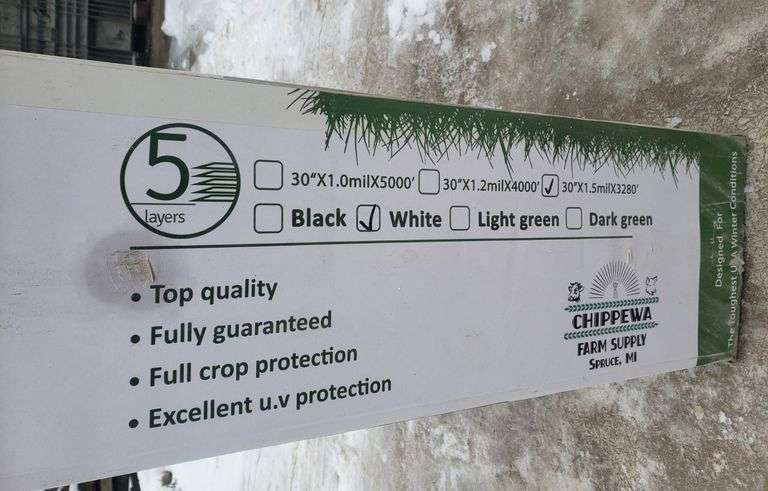 5
layers
30"X1.0milX5000' 30"X1.2milX4000' 30"X1.5milX3280'
Black White Light green Dark green
• Top quality
• Fully guaranteed
• Full crop protection
• Excellent u.v protection
CHIPPEWA
FARM SUPPLY
SPRUCE, MI
Designed For
The Toughest USA Winter Conditions